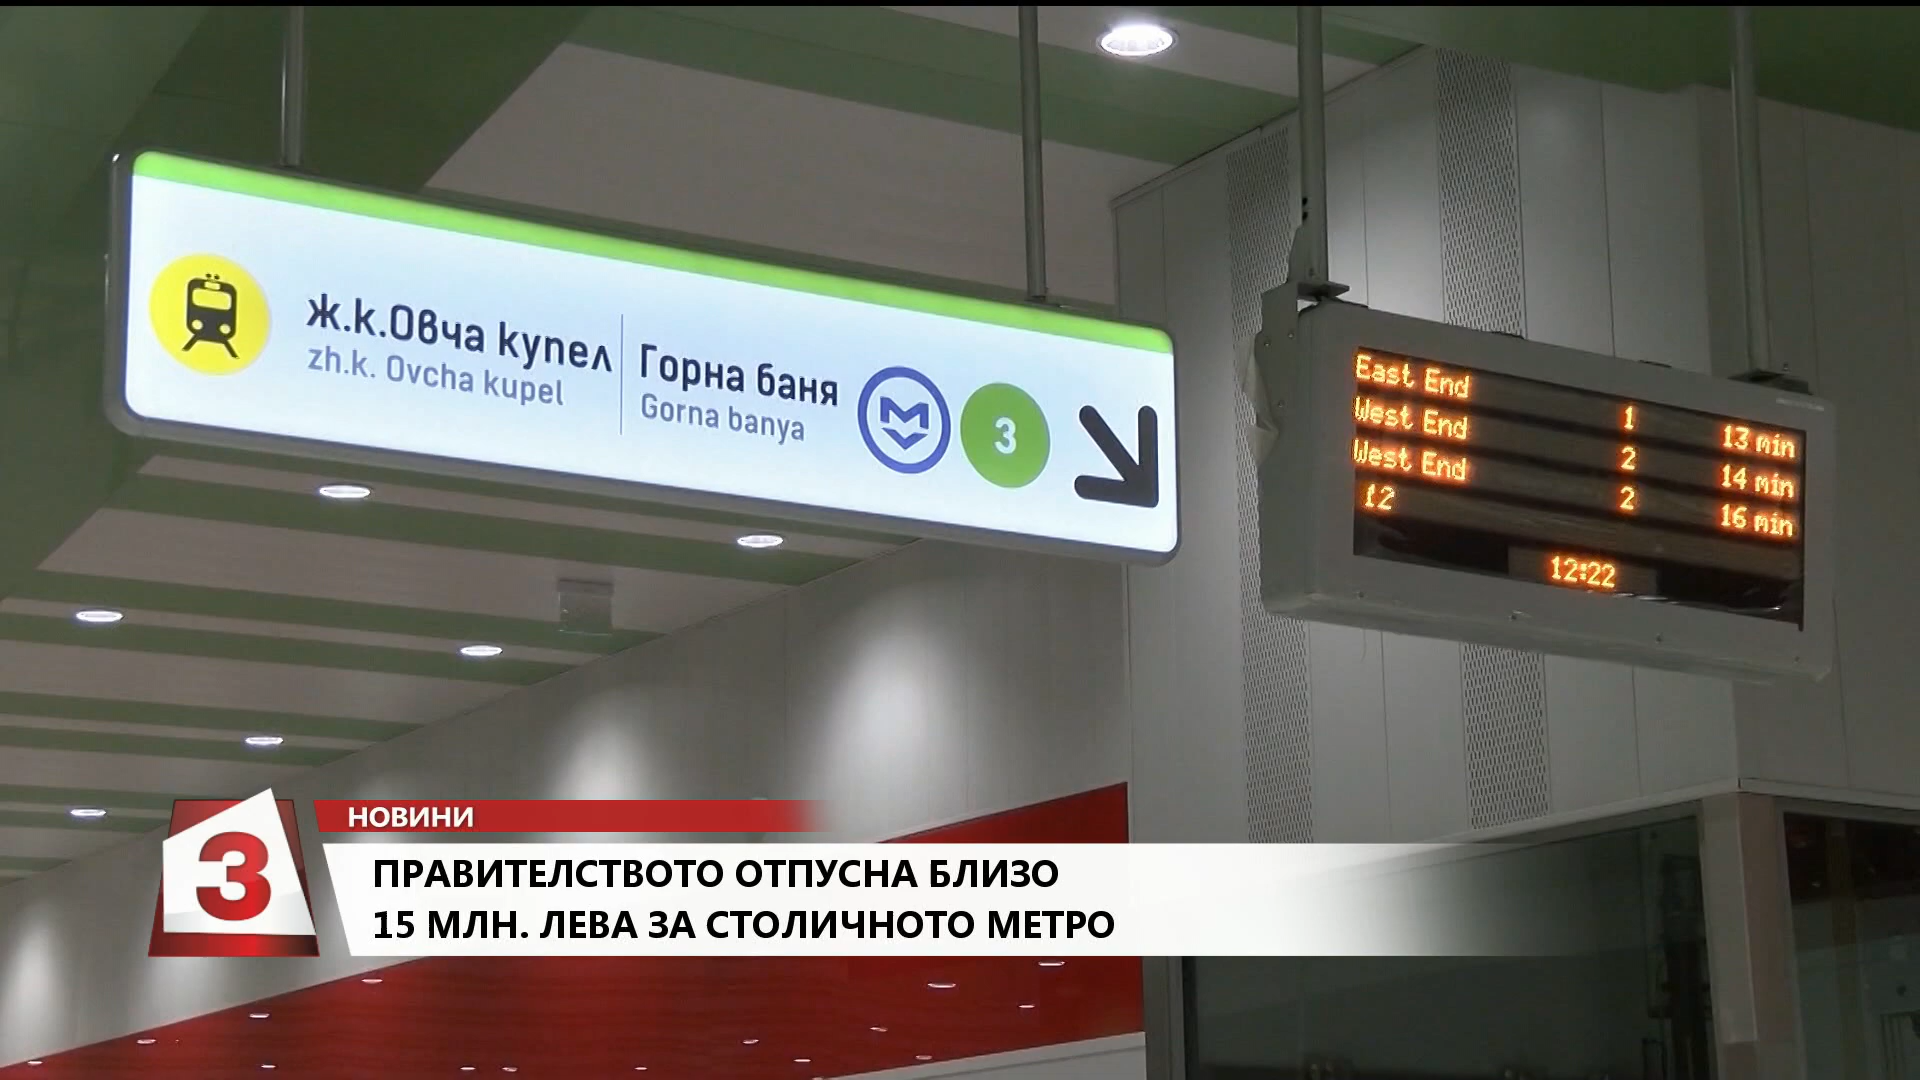 ж.к.Овча купел
zh.k. Ovcha kupel
Горна баня
Gorna banya
3
East End 1 13 min
West End 2 14 min
West End 2 16 min
12
12:22
3
НОВИНИ
ПРАВИТЕЛСТВОТО ОТПУСНА БЛИЗО
15 МЛН. ЛЕВА ЗА СТОЛИЧНОТО МЕТРО